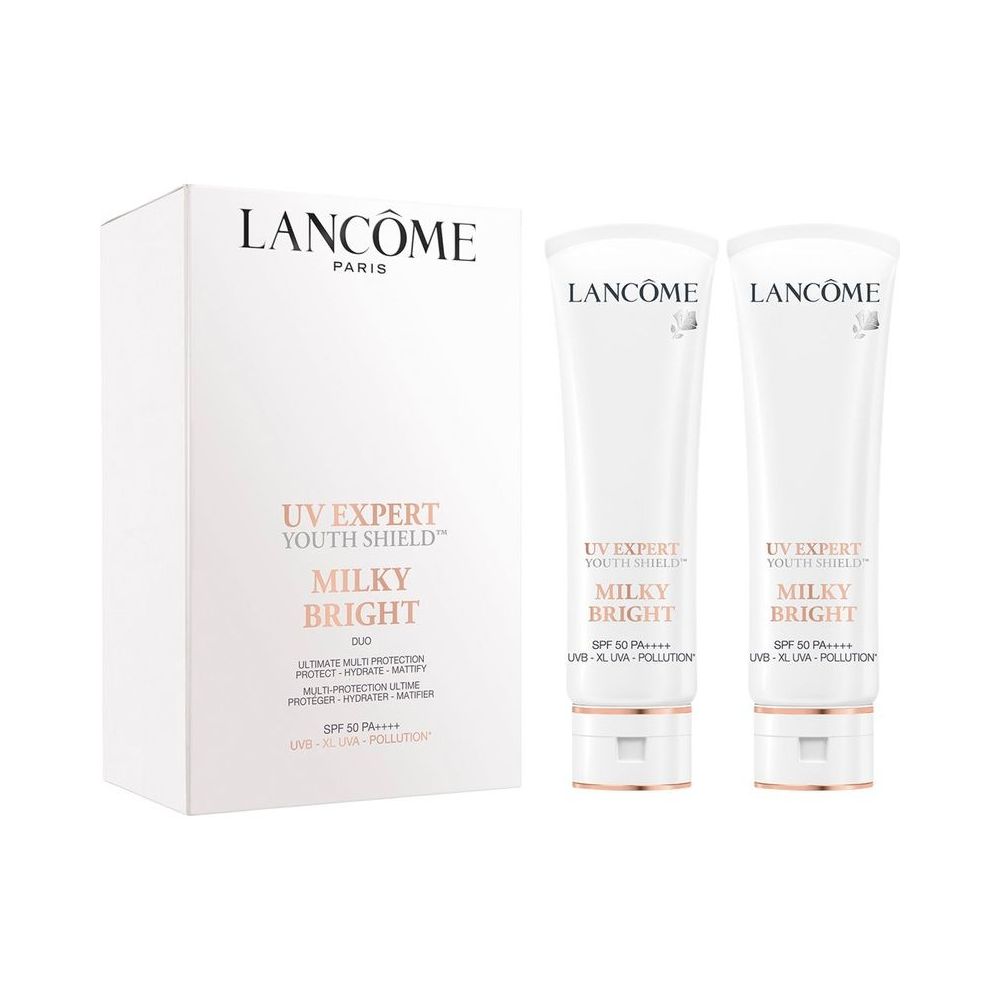 LANCÔME
PARIS
UV EXPERT
YOUTH SHIELD™
MILKY
BRIGHT
DUO
ULTIMATE MULTI PROTECTION
PROTECT - HYDRATE - MATTIFY
MULTI-PROTECTION ULTIME
PROTÉGER - HYDRATER - MATIFIER
SPF 50 PA++++
UVB - XL UVA - POLLUTION*
LANCÔME
UV EXPERT
YOUTH SHIELD™
MILKY
BRIGHT
SPF 50 PA++++
UVB - XL UVA - POLLUTION*
LANCÔME
UV EXPERT
YOUTH SHIELD™
MILKY
BRIGHT
SPF 50 PA++++
UVB - XL UVA - POLLUTION*